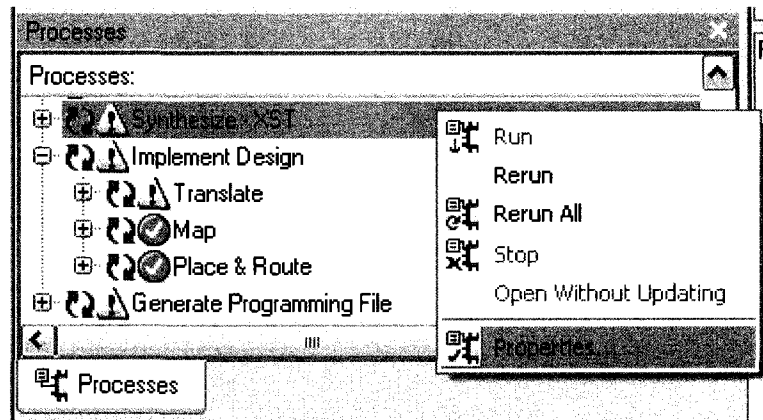 Processes
Processes:
Synthesize - XST
Implement Design
Translate
Map
Place & Route
Generate Programming File
Processes
Run
Rerun
Rerun All
Stop
Open Without Updating
Properties...